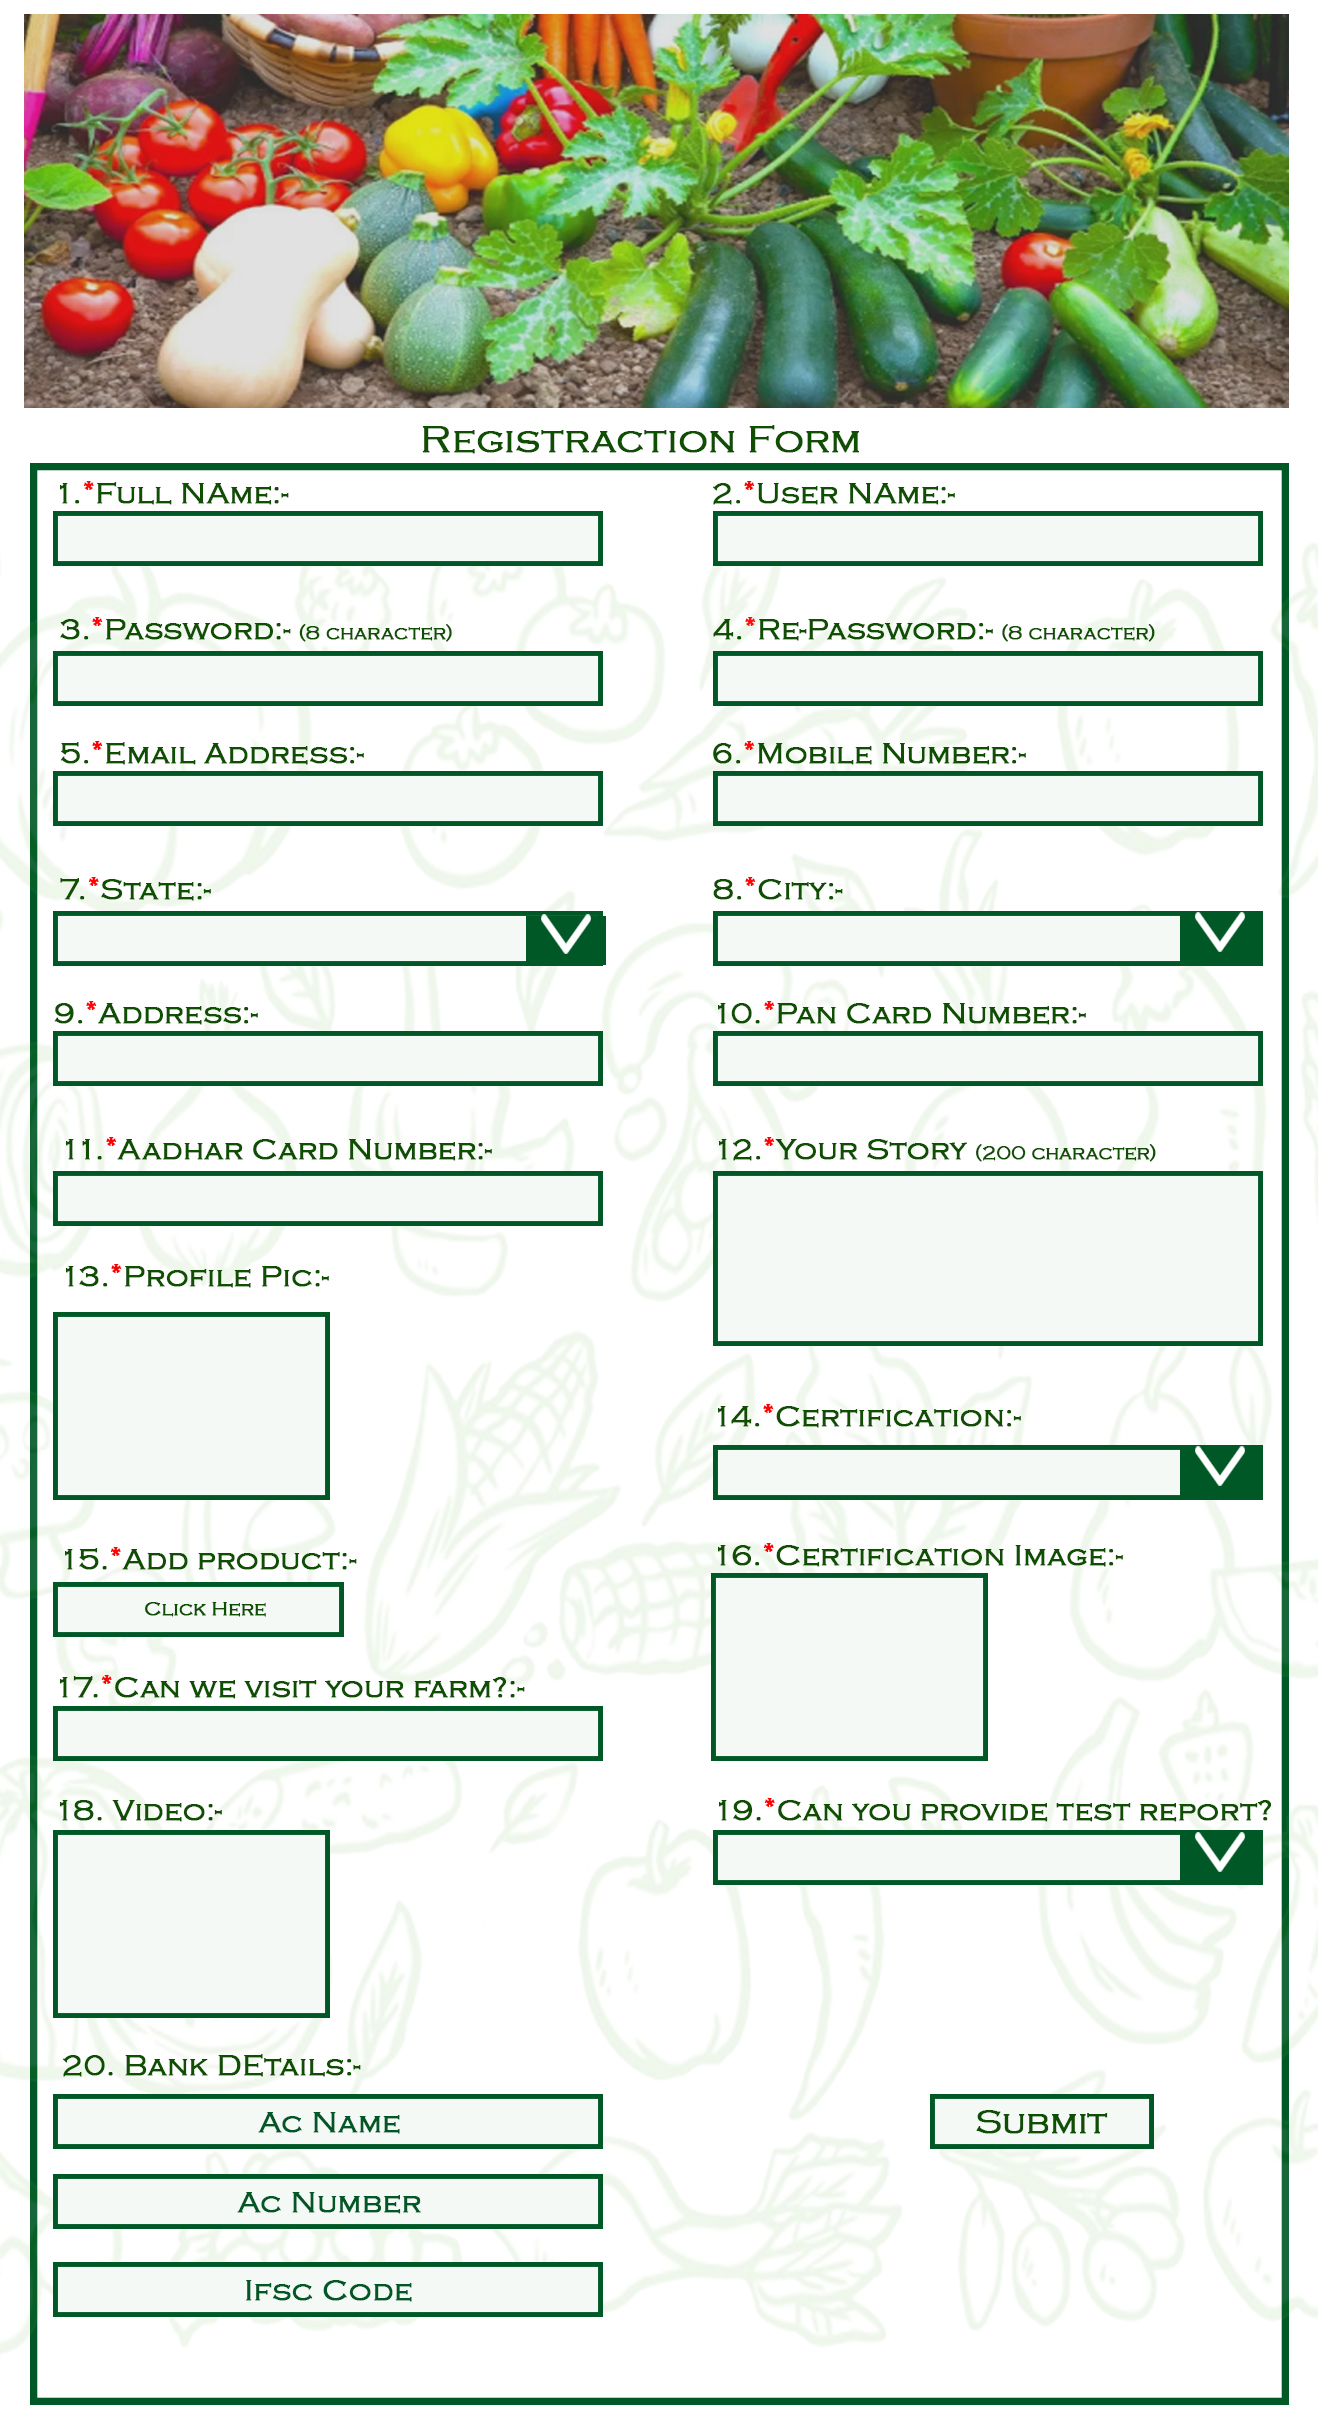 Registraction Form
1.*Full NAme:-
2.*User NAme:-
3.*Password:- (8 character)
4.*Re-Password:- (8 character)
5.*Email Address:-
6.*Mobile Number:-
7.*State:-
8.*City:-
9.*Address:-
10.*Pan Card Number:-
11.*Aadhar Card Number:-
12.*Your Story (200 character)
13.*Profile Pic:-
14.*Certification:-
15.*Add product:-
Click Here
16.*Certification Image:-
17.*Can we visit your farm?:-
18. Video:-
19.*Can you provide test report?
20. Bank DEtails:-
Ac Name
Submit
Ac Number
Ifsc Code